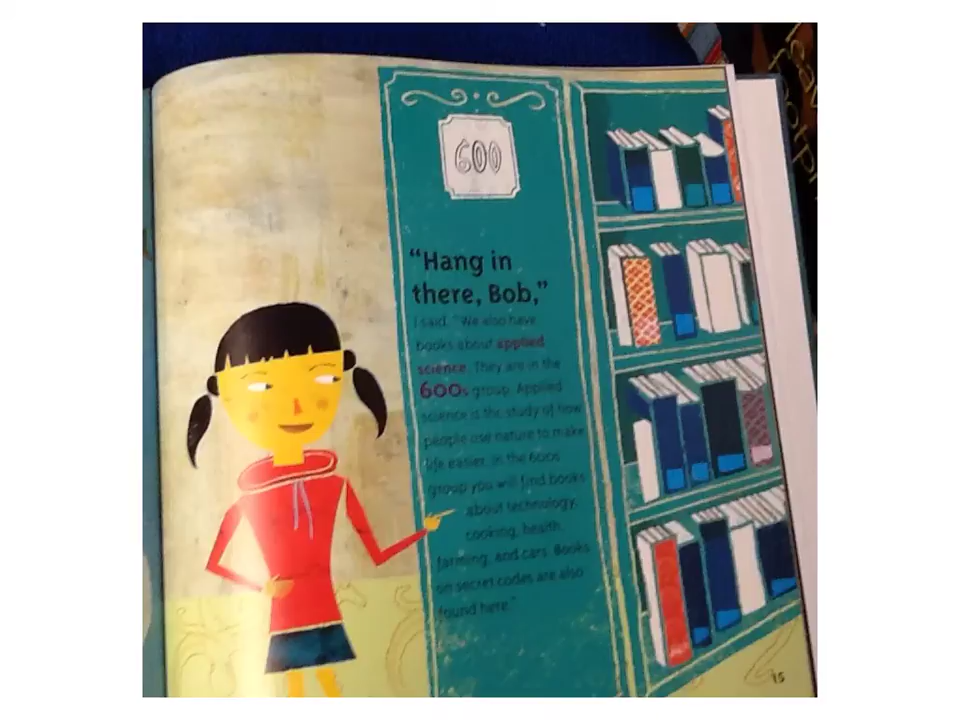 600
“Hang in
there, Bob,”
I said. “We also have
books about applied
science. They are in the
600s group. Applied
science is the study of how
people use nature to make
life easier. In the 600s
group you will find books
about technology,
cooking, health,
farming, and cars. Books
on secret codes are also
found here.”
15